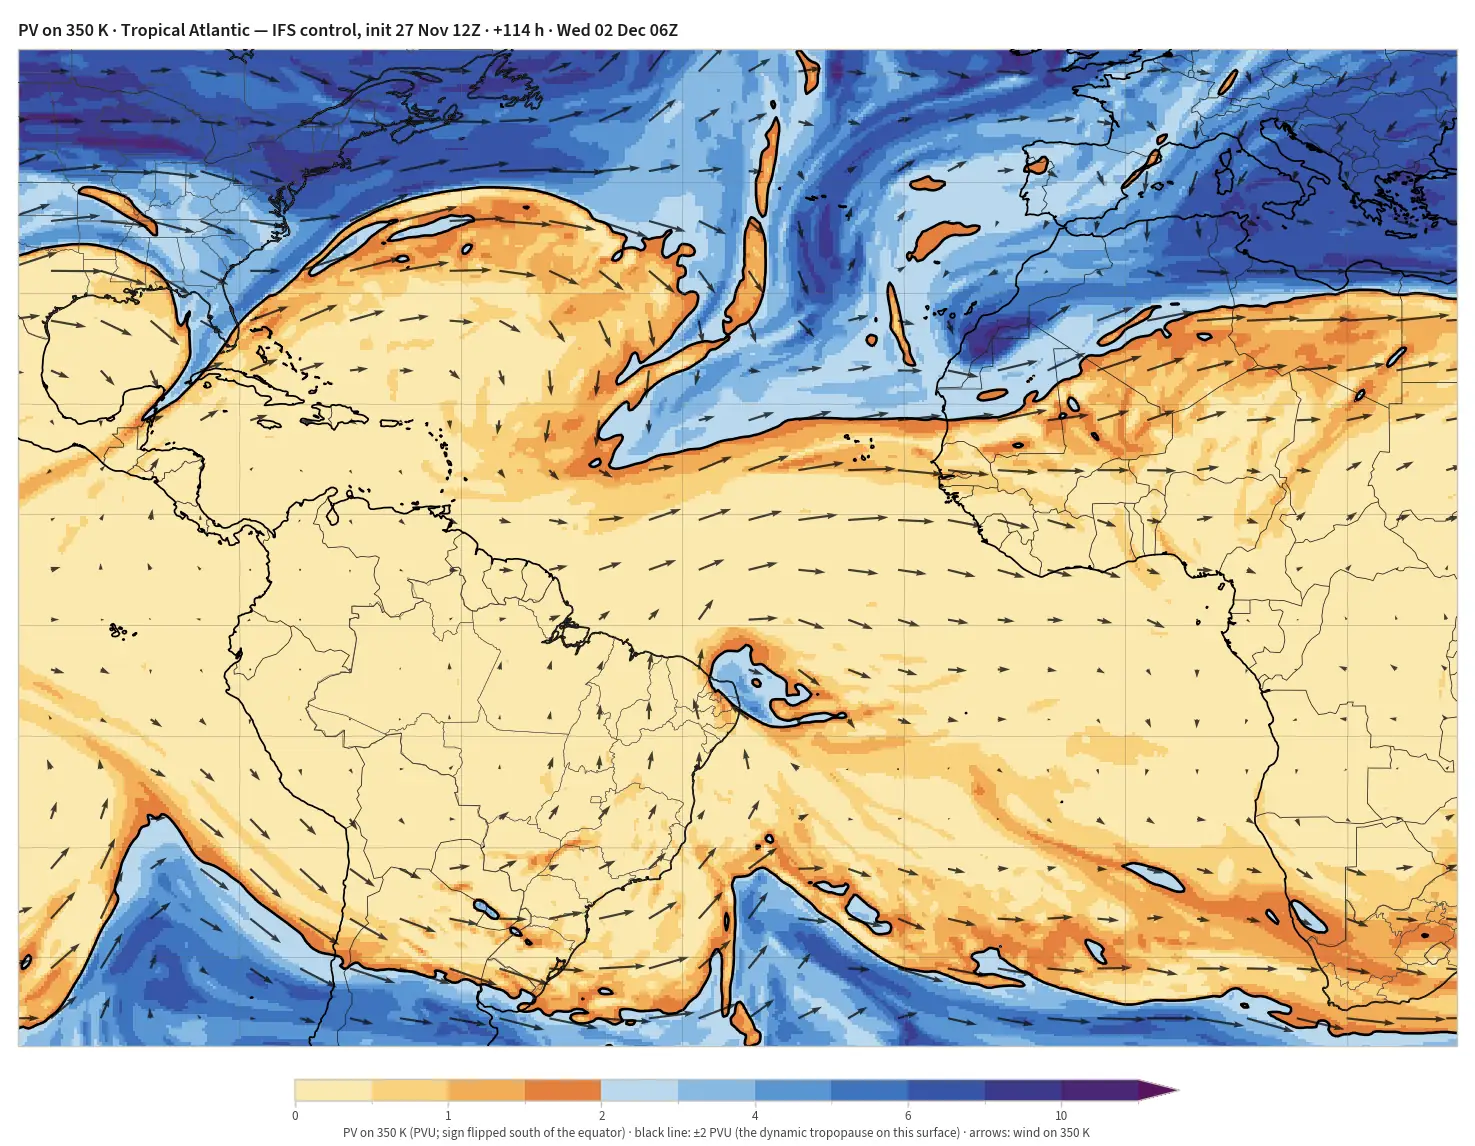 PV on 350 K · Tropical Atlantic — IFS control, init 27 Nov 12Z · +114 h · Wed 02 Dec 06Z
0 1 2 4 6 10
PV on 350 K (PVU; sign flipped south of the equator) · black line: ±2 PVU (the dynamic tropopause on this surface) · arrows: wind on 350 K